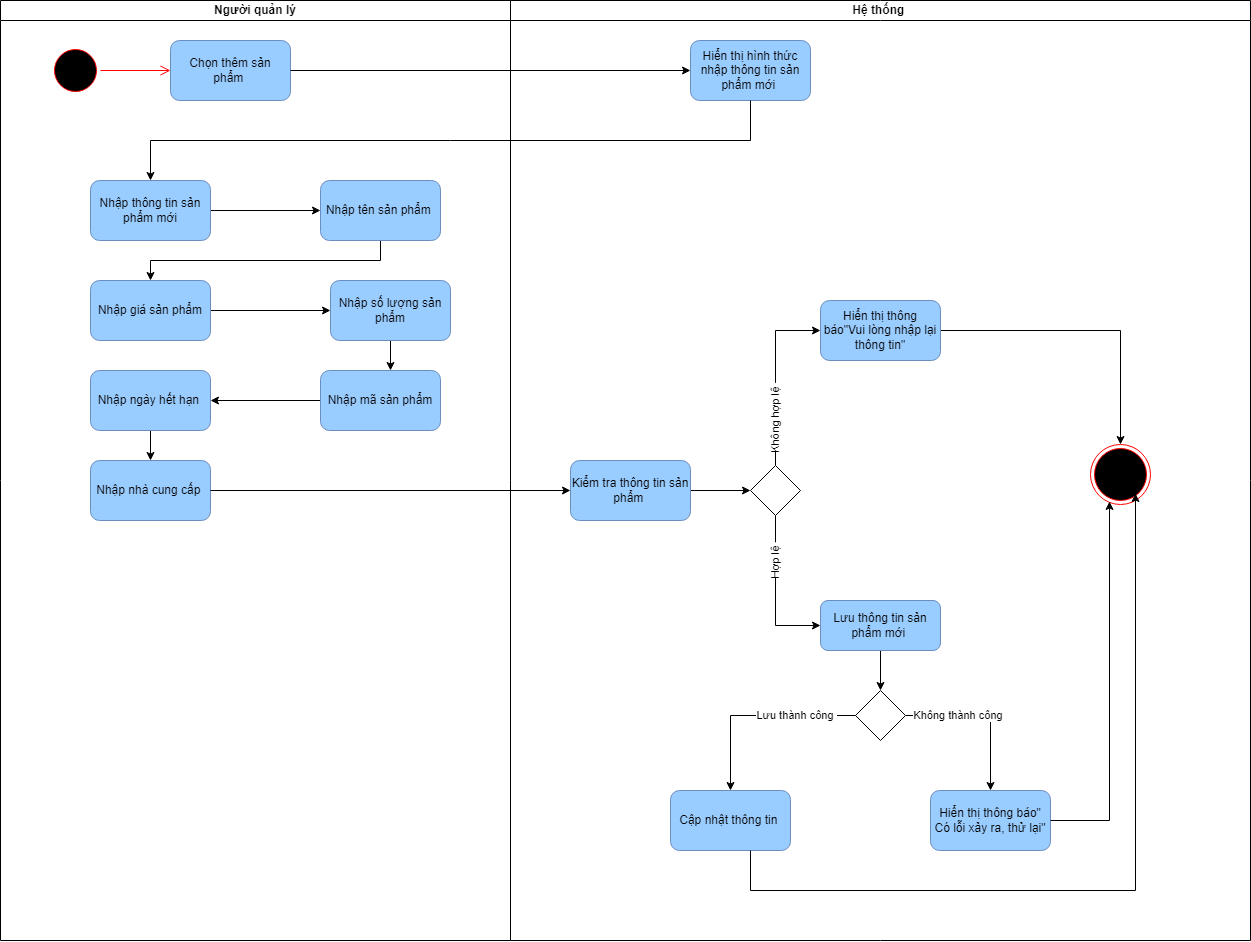 Người quản lý
Hệ thống
Chọn thêm sản
phẩm
Hiển thị hình thức
nhập thông tin sản
phẩm mới
Nhập thông tin sản
phẩm mới
Nhập tên sản phẩm
Nhập giá sản phẩm
Nhập số lượng sản
phẩm
Nhập ngày hết hạn
Nhập mã sản phẩm
Nhập nhà cung cấp
Kiểm tra thông tin sản
phẩm
Không hợp lệ
Hiển thị thông
báo"Vui lòng nhập lại
thông tin"
Hợp lệ
Lưu thông tin sản
phẩm mới
Lưu thành công
Không thành công
Cập nhật thông tin
Hiển thị thông báo"
Có lỗi xảy ra, thử lại"